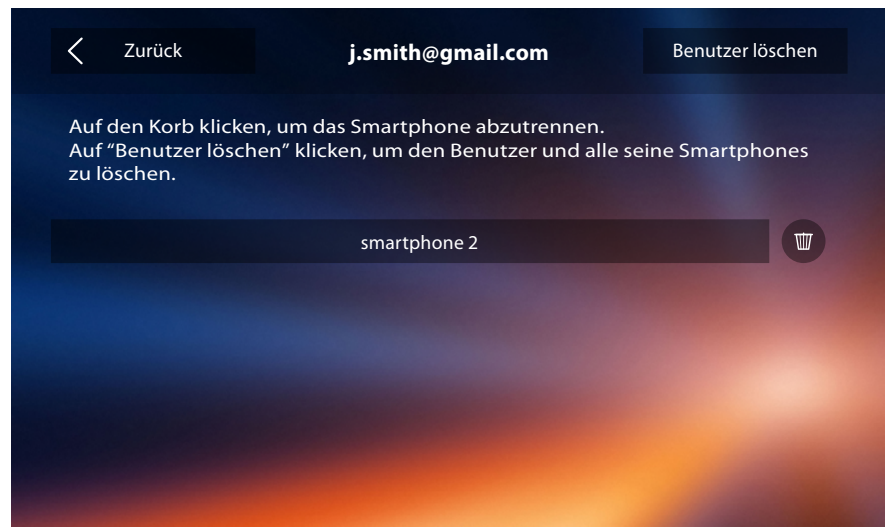 Zurück
j.smith@gmail.com
Benutzer löschen
Auf den Korb klicken, um das Smartphone abzutrennen.
Auf “Benutzer löschen” klicken, um den Benutzer und alle seine Smartphones
zu löschen.
smartphone 2